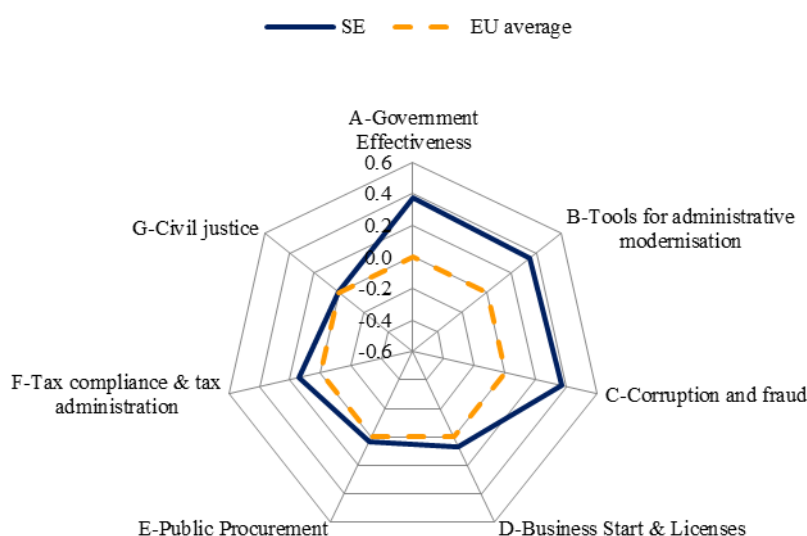 SE
EU average
A-Government
Effectiveness
0.6
0.4
0.2
0.0
-0.2
-0.4
-0.6
B-Tools for administrative
modernisation
G-Civil justice
F-Tax compliance & tax
administration
C-Corruption and fraud
E-Public Procurement
D-Business Start & Licenses